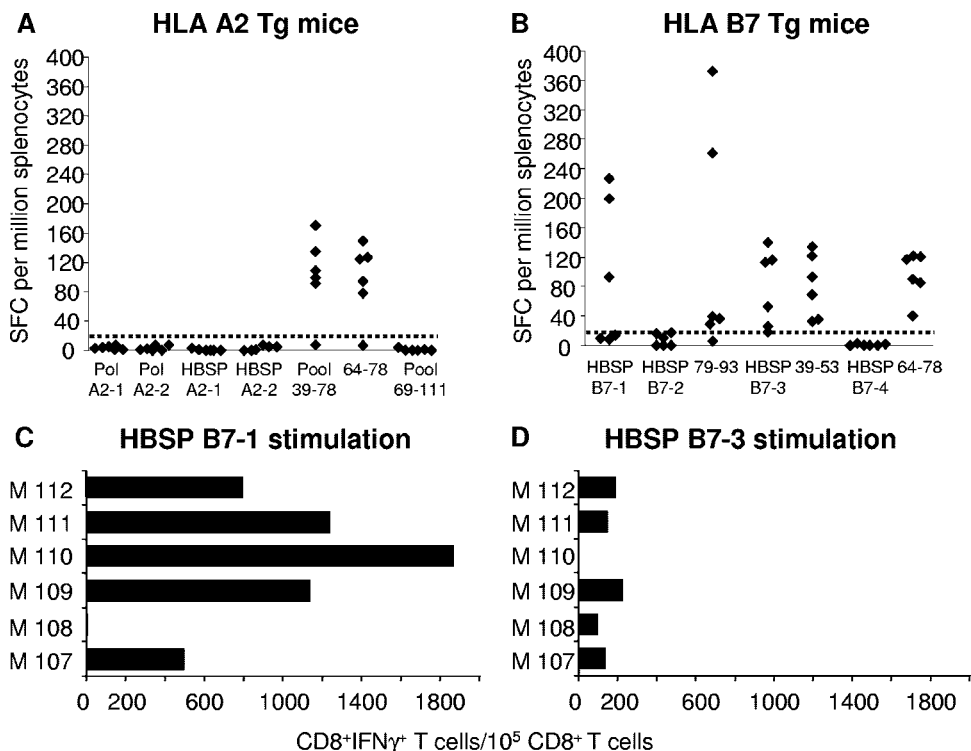 A HLA A2 Tg mice
SFC per million splenocytes
400
360
320
280
240
200
160
120
80
40
0
Pol A2-1
Pol A2-2
HBSP A2-1
HBSP A2-2
Pool 39-78
64-78
Pool 69-111
B HLA B7 Tg mice
SFC per million splenocytes
400
360
320
280
240
200
160
120
80
40
0
HBSP B7-1
HBSP B7-2
79-93
HBSP B7-3
39-53
HBSP B7-4
64-78
C HBSP B7-1 stimulation
M 112
M 111
M 110
M 109
M 108
M 107
0 200 600 1000 1400 1800
D HBSP B7-3 stimulation
M 112
M 111
M 110
M 109
M 108
M 107
0 200 600 1000 1400 1800
CD8⁺IFNγ⁺ T cells/10⁵ CD8⁺ T cells